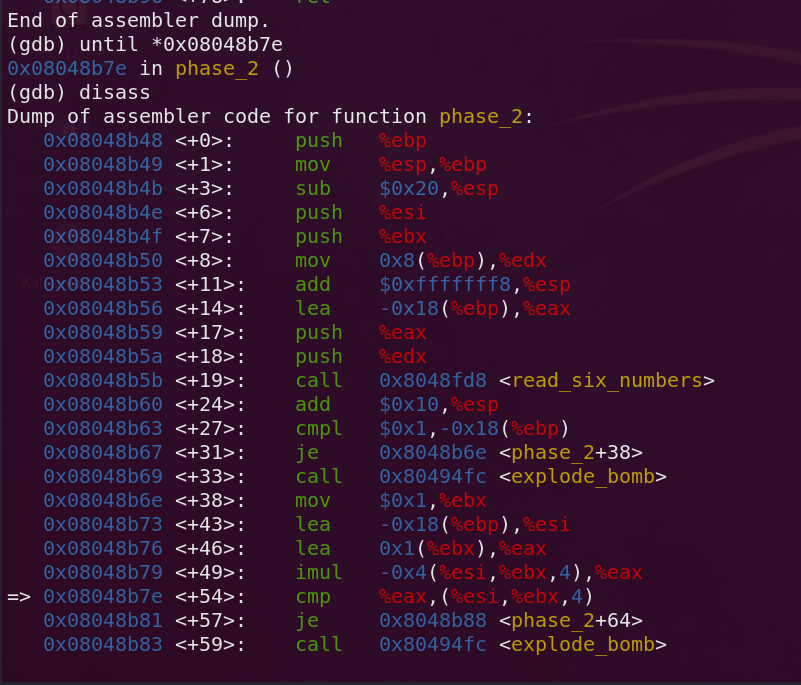 End of assembler dump.
(gdb) until *0x08048b7e
0x08048b7e in phase_2 ()
(gdb) disass
Dump of assembler code for function phase_2:
   0x08048b48 <+0>:     push   %ebp
   0x08048b49 <+1>:     mov    %esp,%ebp
   0x08048b4b <+3>:     sub    $0x20,%esp
   0x08048b4e <+6>:     push   %esi
   0x08048b4f <+7>:     push   %ebx
   0x08048b50 <+8>:     mov    0x8(%ebp),%edx
   0x08048b53 <+11>:    add    $0xfffffff8,%esp
   0x08048b56 <+14>:    lea    -0x18(%ebp),%eax
   0x08048b59 <+17>:    push   %eax
   0x08048b5a <+18>:    push   %edx
   0x08048b5b <+19>:    call   0x8048fd8 <read_six_numbers>
   0x08048b60 <+24>:    add    $0x10,%esp
   0x08048b63 <+27>:    cmpl   $0x1,-0x18(%ebp)
   0x08048b67 <+31>:    je     0x8048b6e <phase_2+38>
   0x08048b69 <+33>:    call   0x80494fc <explode_bomb>
   0x08048b6e <+38>:    mov    $0x1,%ebx
   0x08048b73 <+43>:    lea    -0x18(%ebp),%esi
   0x08048b76 <+46>:    lea    0x1(%ebx),%eax
   0x08048b79 <+49>:    imul   -0x4(%esi,%ebx,4),%eax
=> 0x08048b7e <+54>:    cmp    %eax,(%esi,%ebx,4)
   0x08048b81 <+57>:    je     0x8048b88 <phase_2+64>
   0x08048b83 <+59>:    call   0x80494fc <explode_bomb>